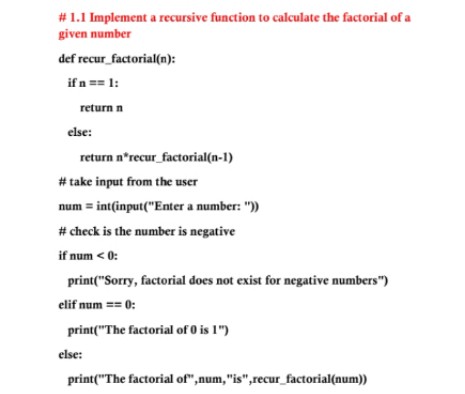 # 1.1 Implement a recursive function to calculate the factorial of a
given number
def recur_factorial(n):
if n == 1:
return n
else:
return n*recur_factorial(n-1)
# take input from the user
num = int(input("Enter a number: "))
# check is the number is negative
if num < 0:
print("Sorry, factorial does not exist for negative numbers")
elif num == 0:
print("The factorial of 0 is 1")
else:
print("The factorial of",num,"is",recur_factorial(num))